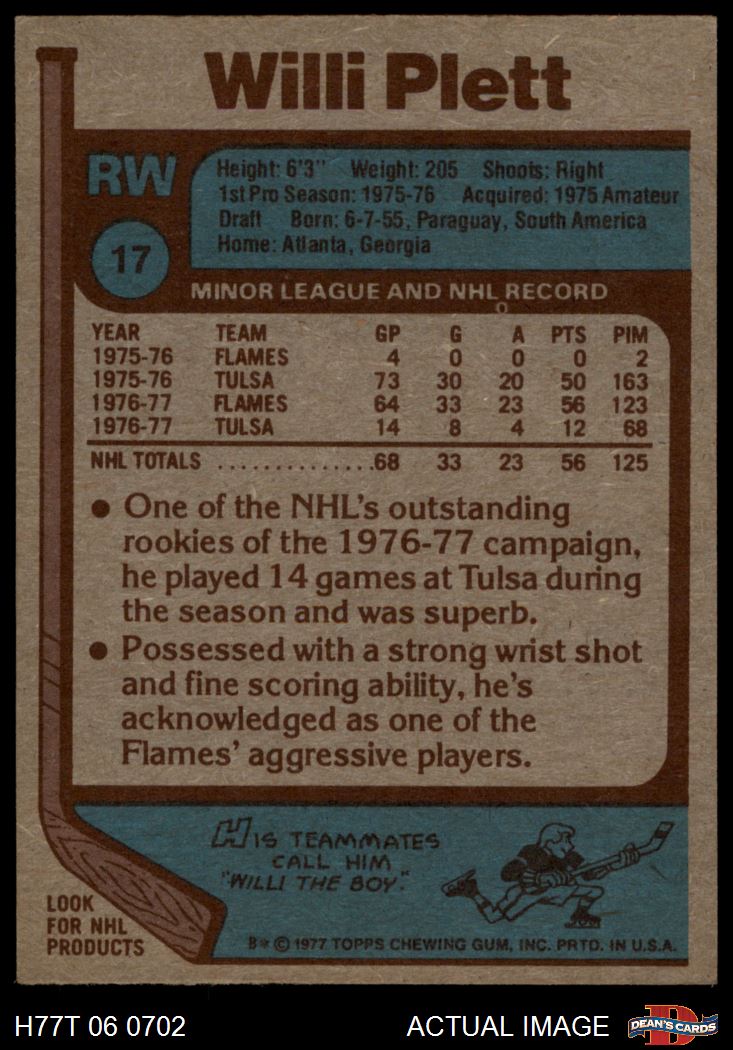 Willi Plett
RW
17
Height: 6'3" Weight: 205 Shoots: Right
1st Pro Season: 1975-76 Acquired: 1975 Amateur
Draft Born: 6-7-55, Paraguay, South America
Home: Atlanta, Georgia
MINOR LEAGUE AND NHL RECORD
YEAR TEAM GP G A PTS PIM
1975-76 FLAMES 4 0 0 0 2
1975-76 TULSA 73 30 20 50 163
1976-77 FLAMES 64 33 23 56 123
1976-77 TULSA 14 8 4 12 68
NHL TOTALS ..............68 33 23 56 125
● One of the NHL's outstanding
rookies of the 1976-77 campaign,
he played 14 games at Tulsa during
the season and was superb.
● Possessed with a strong wrist shot
and fine scoring ability, he's
acknowledged as one of the
Flames' aggressive players.
HIS TEAMMATES
CALL HIM
"WILLI THE BOY."
LOOK
FOR NHL
PRODUCTS
B* © 1977 TOPPS CHEWING GUM, INC. PRTD. IN U.S.A.
H77T 06 0702 ACTUAL IMAGE
D
DEAN'S CARDS